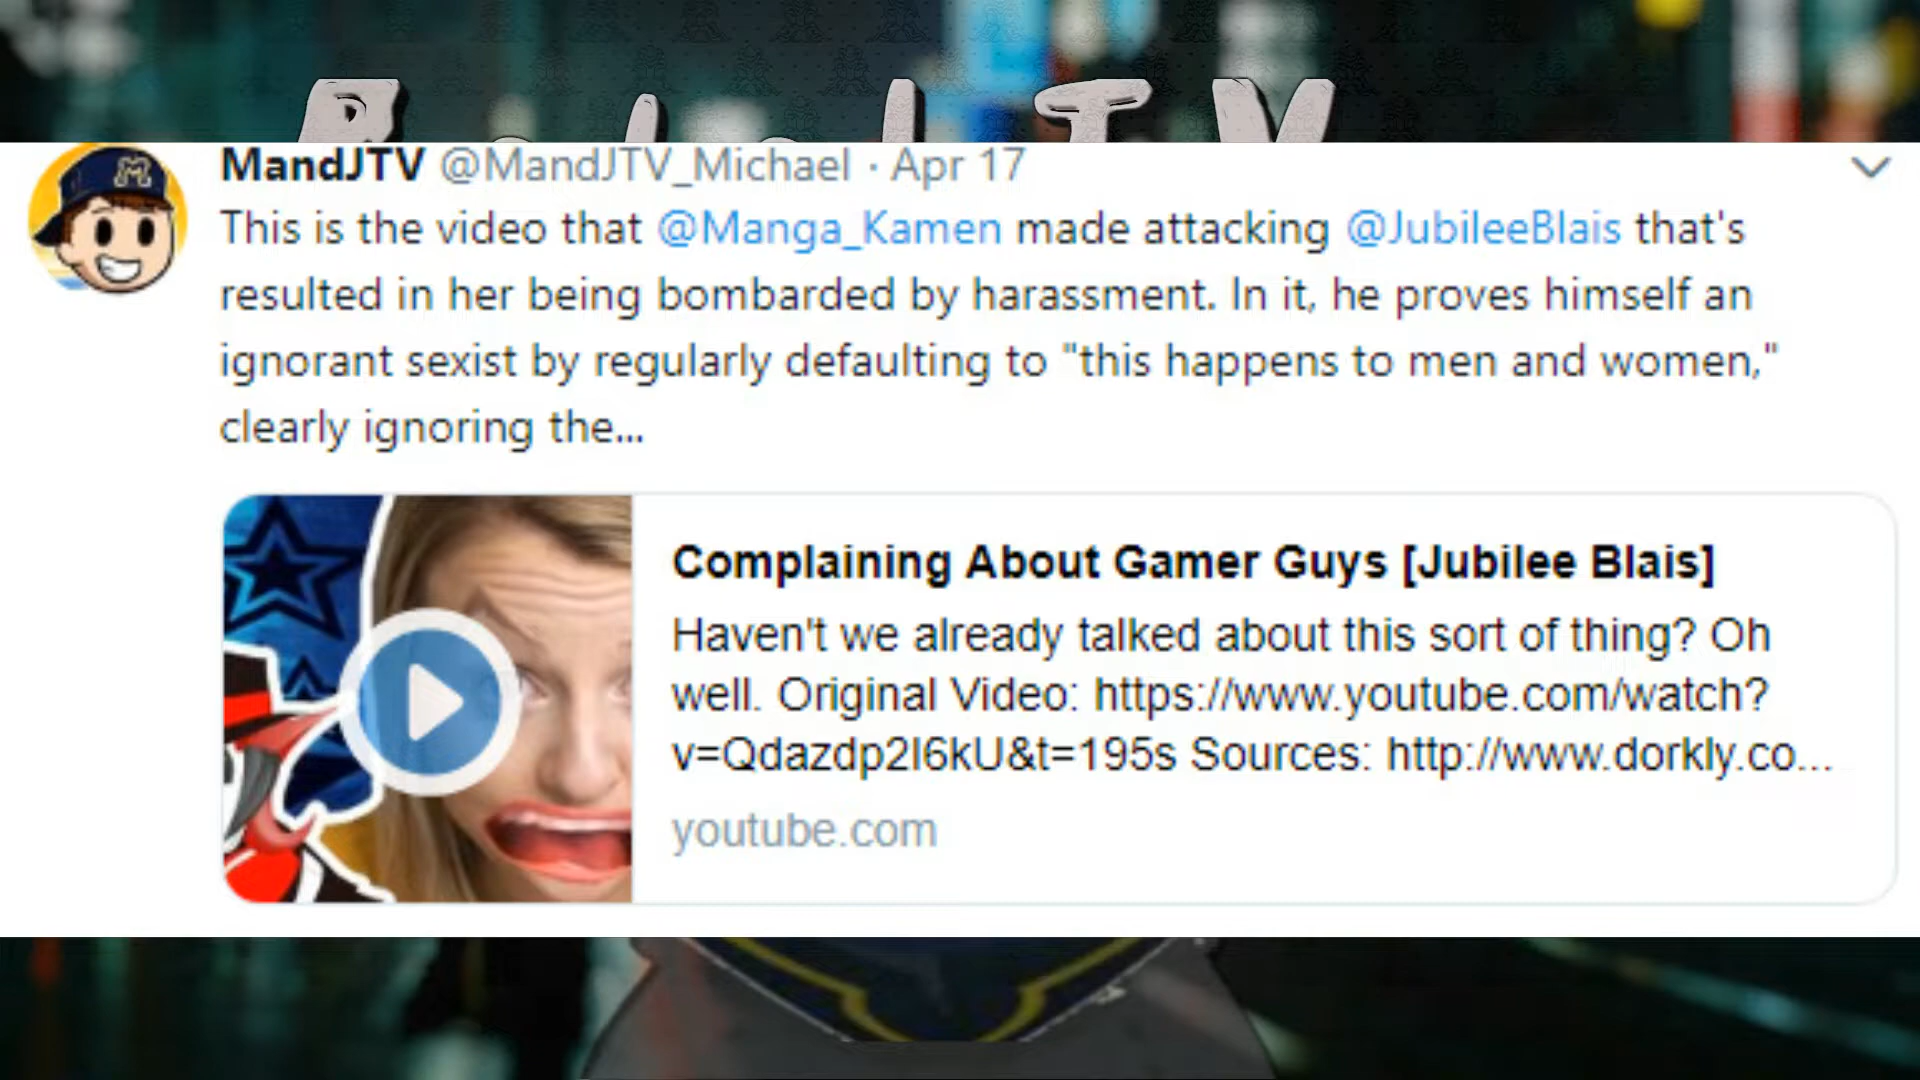 MandJTV @MandJTV_Michael · Apr 17
This is the video that @Manga_Kamen made attacking @JubileeBlais that's
resulted in her being bombarded by harassment. In it, he proves himself an
ignorant sexist by regularly defaulting to "this happens to men and women,"
clearly ignoring the...
Complaining About Gamer Guys [Jubilee Blais]
Haven't we already talked about this sort of thing? Oh
well. Original Video: https://www.youtube.com/watch?
v=Qdazdp2l6kU&t=195s Sources: http://www.dorkly.co...
youtube.com